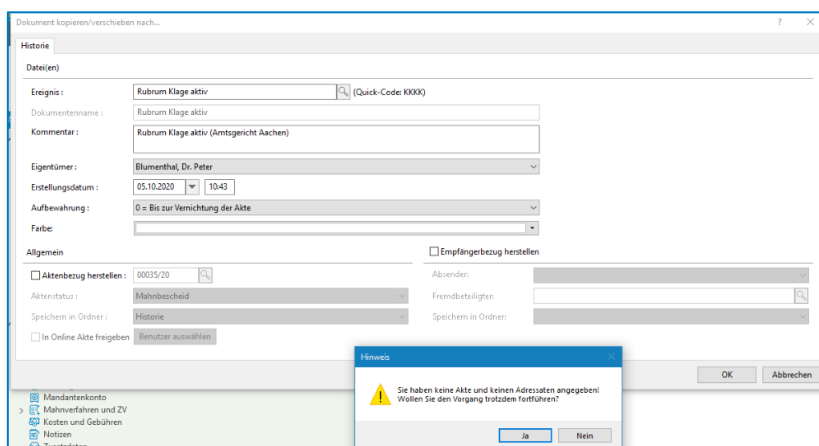 Dokument kopieren/verschieben nach...
Historie
Datei(en)
Ereignis: Rubrum Klage aktiv (Quick-Code: KKKK)
Dokumentenname: Rubrum Klage aktiv
Kommentar: Rubrum Klage aktiv (Amtsgericht Aachen)
Eigentümer: Blumenthal, Dr. Peter
Erstellungsdatum: 05.10.2020 10:43
Aufbewahrung: 0 = Bis zur Vernichtung der Akte
Farbe:
Allgemein
Aktenbezug herstellen: 00035/20
Aktenstatus: Mahnbescheid
Speichern in Ordner: Historie
In Online Akte freigeben Benutzer auswählen
Empfängerbezug herstellen
Absender:
Fremdbeteiligter:
Speichern in Ordner:
OK Abbrechen
Hinweis
Sie haben keine Akte und keinen Adressaten angegeben!
Wollen Sie den Vorgang trotzdem fortführen?
Ja Nein
Mandantenkonto
Mahnverfahren und ZV
Kosten und Gebühren
Notizen